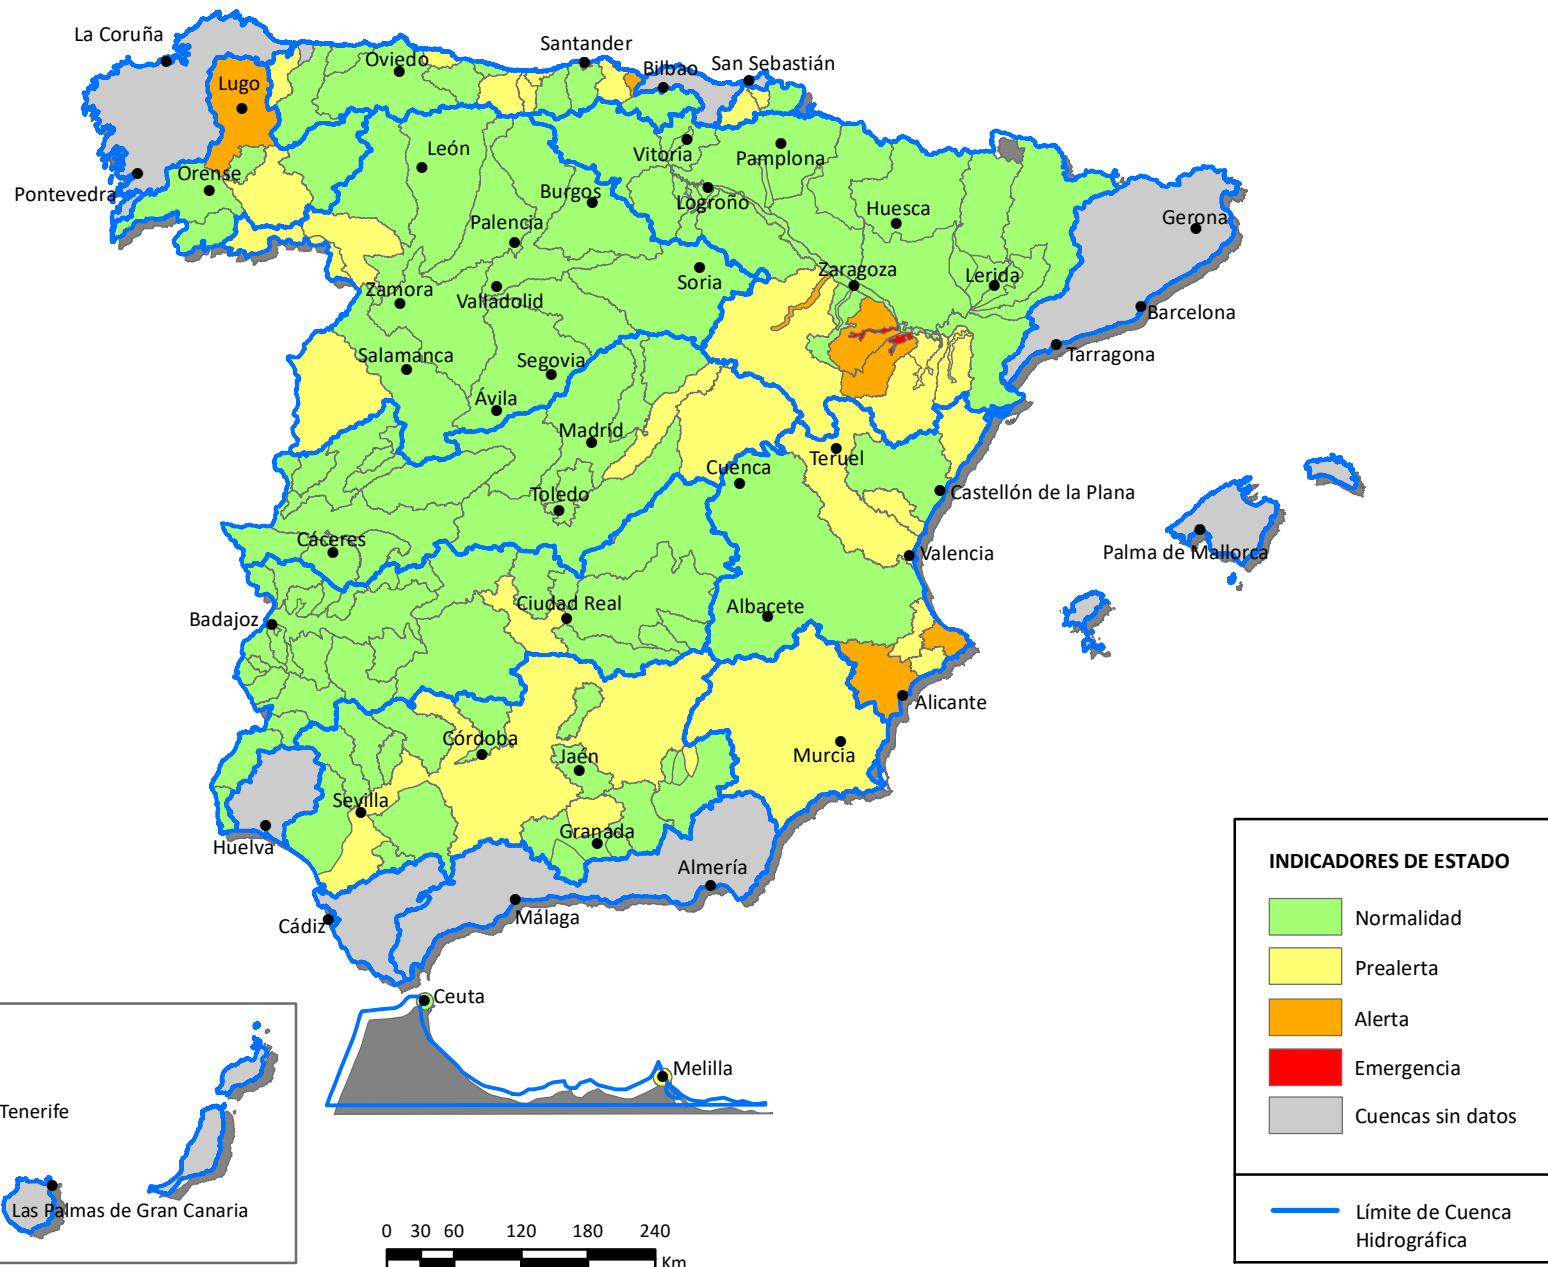 La Coruña
Santander
Oviedo
Bilbao
San Sebastián
Lugo
León
Vitoria
Pamplona
Orense
Pontevedra
Burgos
Logroño
Huesca
Gerona
Palencia
Zaragoza
Lerida
Soria
Zamora
Valladolid
Barcelona
Salamanca
Segovia
Tarragona
Ávila
Madrid
Teruel
Cuenca
Toledo
Castellón de la Plana
Cáceres
Valencia
Palma de Mallorca
Ciudad Real
Albacete
Badajoz
Alicante
Córdoba
Jaén
Murcia
Sevilla
Granada
Huelva
Almería
Cádiz
Málaga
Ceuta
Melilla
Tenerife
Las Palmas de Gran Canaria
INDICADORES DE ESTADO
Normalidad
Prealerta
Alerta
Emergencia
Cuencas sin datos
Límite de Cuenca
Hidrográfica
0 30 60 120 180 240
Km